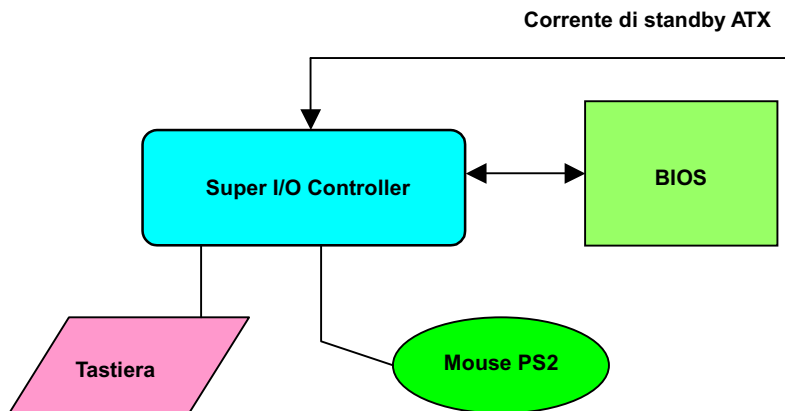 Corrente di standby ATX
Super I/O Controller
BIOS
Tastiera
Mouse PS2